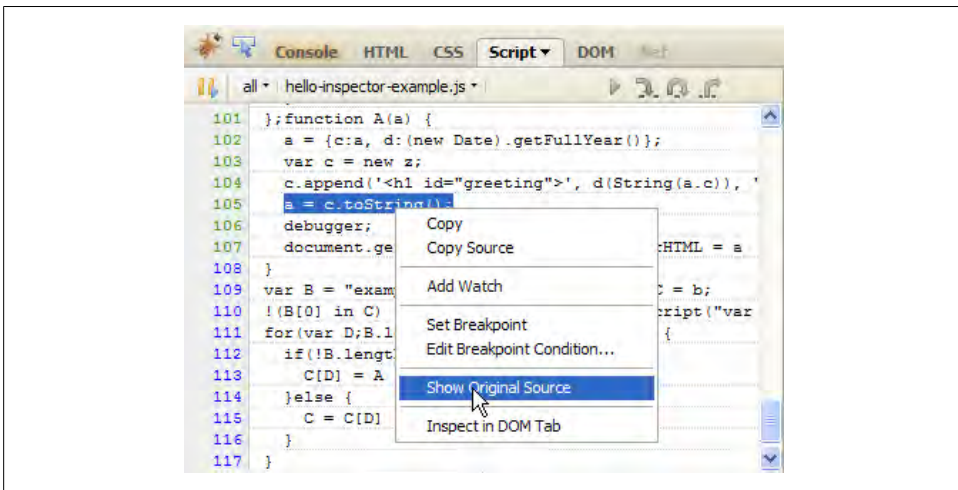 Console HTML CSS Script ▾ DOM Net
all ▾ hello-inspector-example.js ▾
101 };function A(a) {
102 a = {c:a, d:(new Date).getFullYear()};
103 var c = new z;
104 c.append('<h1 id="greeting">', d(String(a.c)), '
105 a = c.toString();
106 debugger;
107 document.ge :HTML = a
108 }
109 var B = "exam C = b;
110 !(B[0] in C) cript("var
111 for(var D;B.l {
112 if(!B.lengt
113 C[D] = A
114 }else {
115 C = C[D]
116 }
117 }
Copy
Copy Source
Add Watch
Set Breakpoint
Edit Breakpoint Condition...
Show Original Source
Inspect in DOM Tab